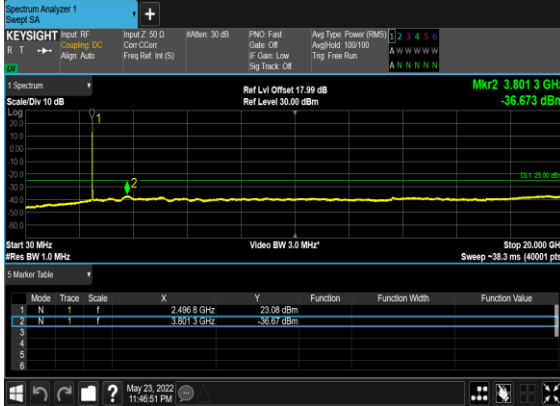 Spectrum Analyzer 1
Swept SA
+
KEYSIGHT Input: RF Input Z: 50 Ω #Atten: 30 dB PNO: Fast Avg Type: Power (RMS) 1 2 3 4 5 6
R T Coupling: DC Corr CCorr Gate: Off Avg|Hold: 100/100 A W W W W W
Align: Auto Freq Ref: Int (S) IF Gain: Low Trig: Free Run
LXI Sig Track: Off A N N N N N
1 Spectrum Ref Lvl Offset 17.99 dB Mkr2 3.801 3 GHz
Scale/Div 10 dB Ref Level 30.00 dBm -36.673 dBm
Log
20.0
10.0
0.00
-10.0
-20.0
-30.0
-40.0
-50.0
-60.0
1
2
DL1 -25.00 dBm
Start 30 MHz Video BW 3.0 MHz* Stop 20.000 GHz
#Res BW 1.0 MHz Sweep ~38.3 ms (40001 pts)
5 Marker Table
Mode Trace Scale X Y Function Function Width Function Value
1 N 1 f 2.496 8 GHz 23.08 dBm
2 N 1 f 3.801 3 GHz -36.67 dBm
3
4
5
6
? May 23, 2022
11:46:51 PM